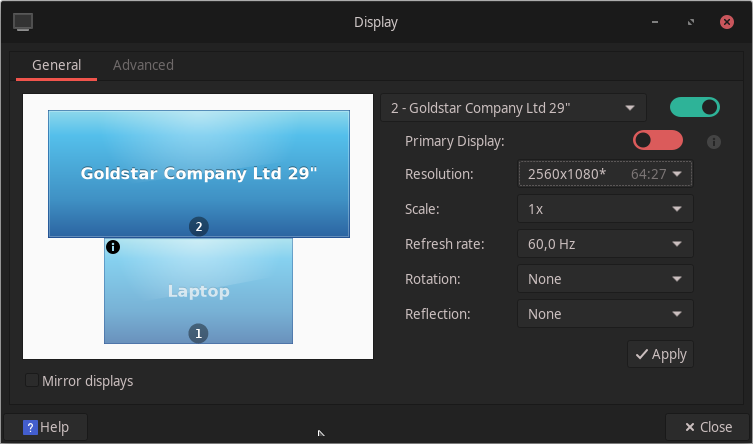 Display
General
Advanced
Goldstar Company Ltd 29"
2
i
Laptop
1
Mirror displays
2 - Goldstar Company Ltd 29"
Primary Display:
i
Resolution: 2560x1080* 64:27
Scale: 1x
Refresh rate: 60,0 Hz
Rotation: None
Reflection: None
Apply
? Help
Close